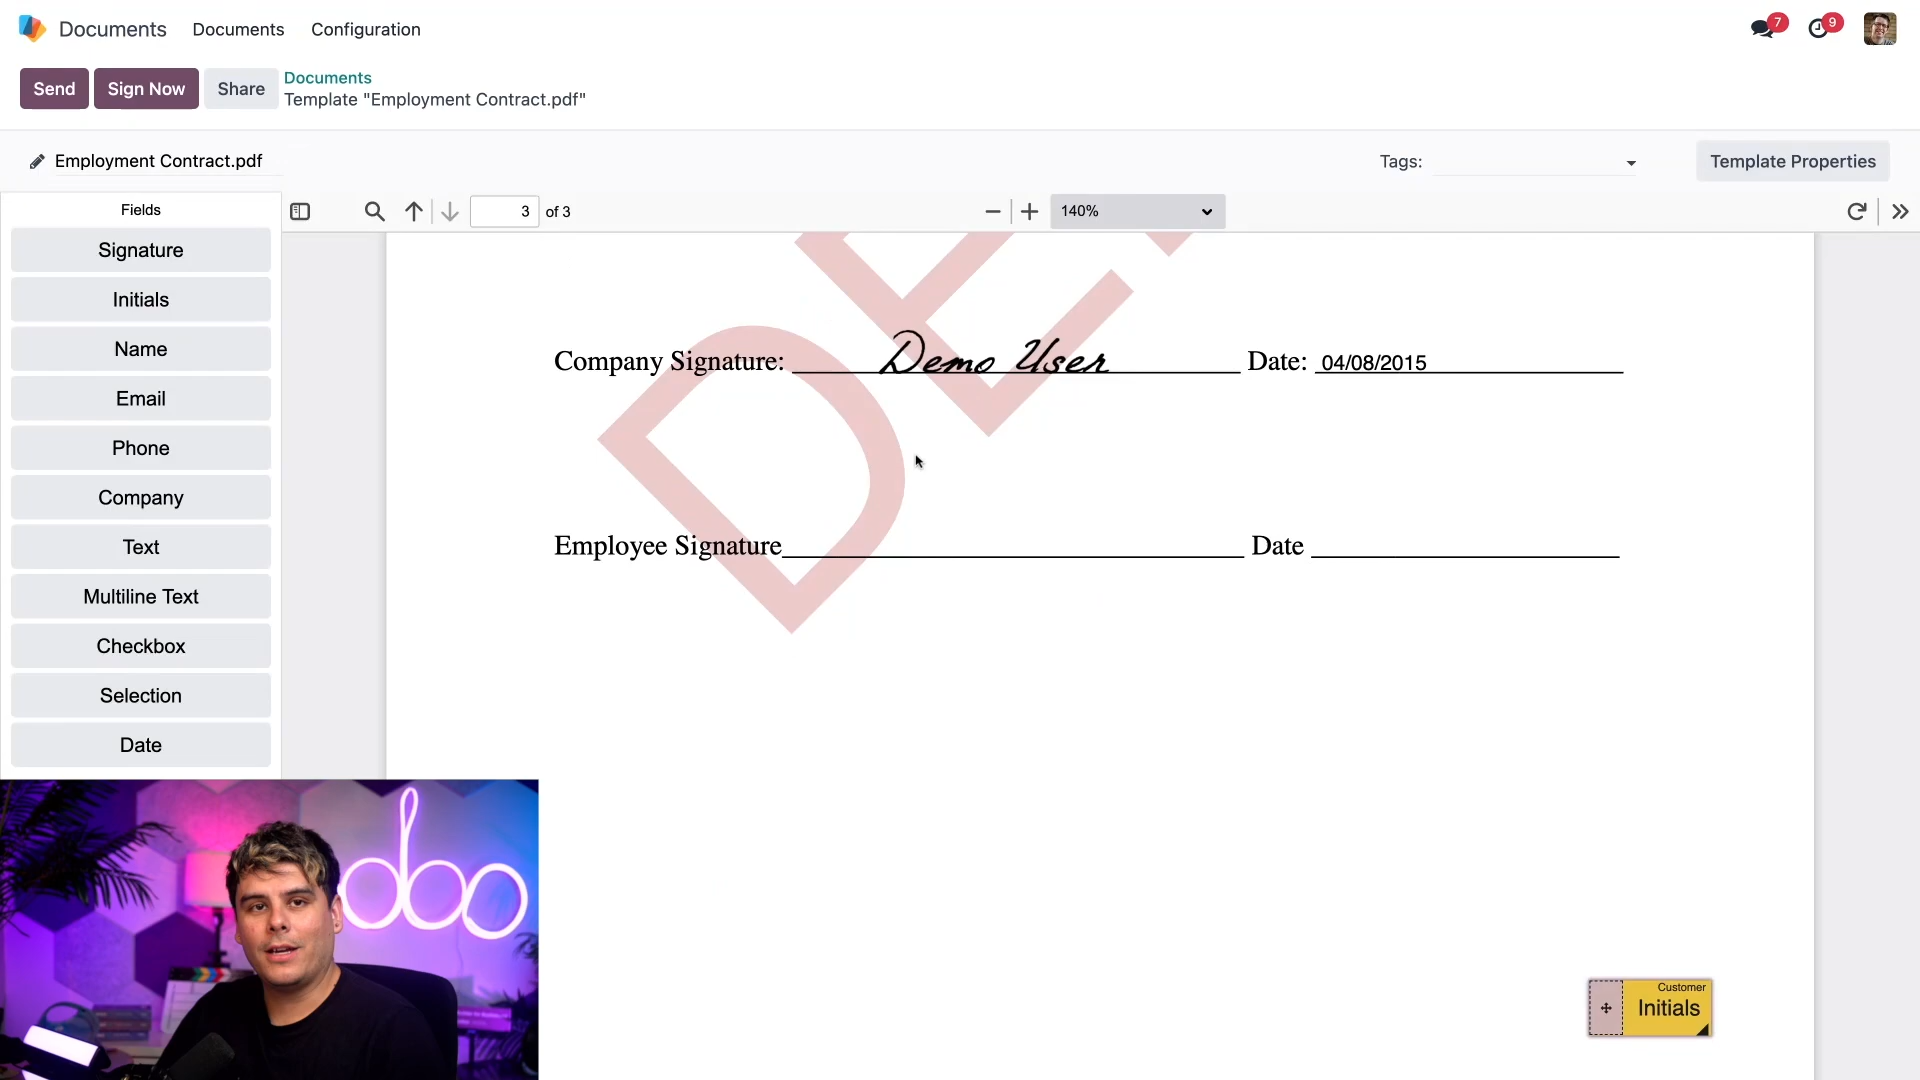 Documents Documents Configuration 7 9
Send Sign Now Share Documents
Template "Employment Contract.pdf"
Employment Contract.pdf Tags: Template Properties
Fields 3 of 3 140%
Signature
Initials
Name
Email
Phone
Company
Text
Multiline Text
Checkbox
Selection
Date
DE
Company Signature: Demo User Date: 04/08/2015
Employee Signature Date
Customer
Initials
odoo